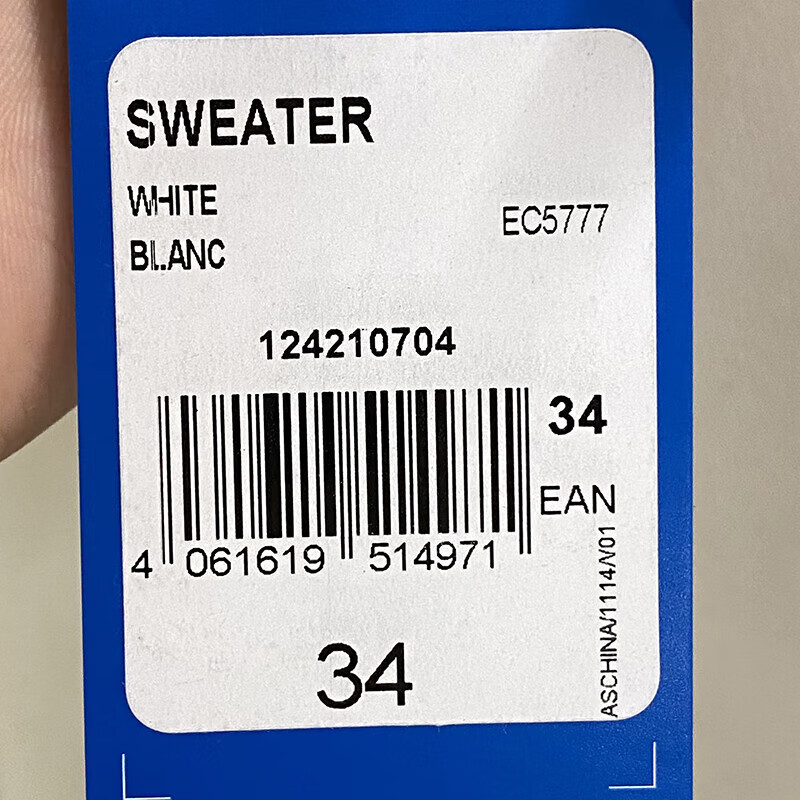 SWEATER
WHITE
BLANC
EC5777
124210704
34
EAN
4 061619 514971
ASCHINA/1114/V01
34